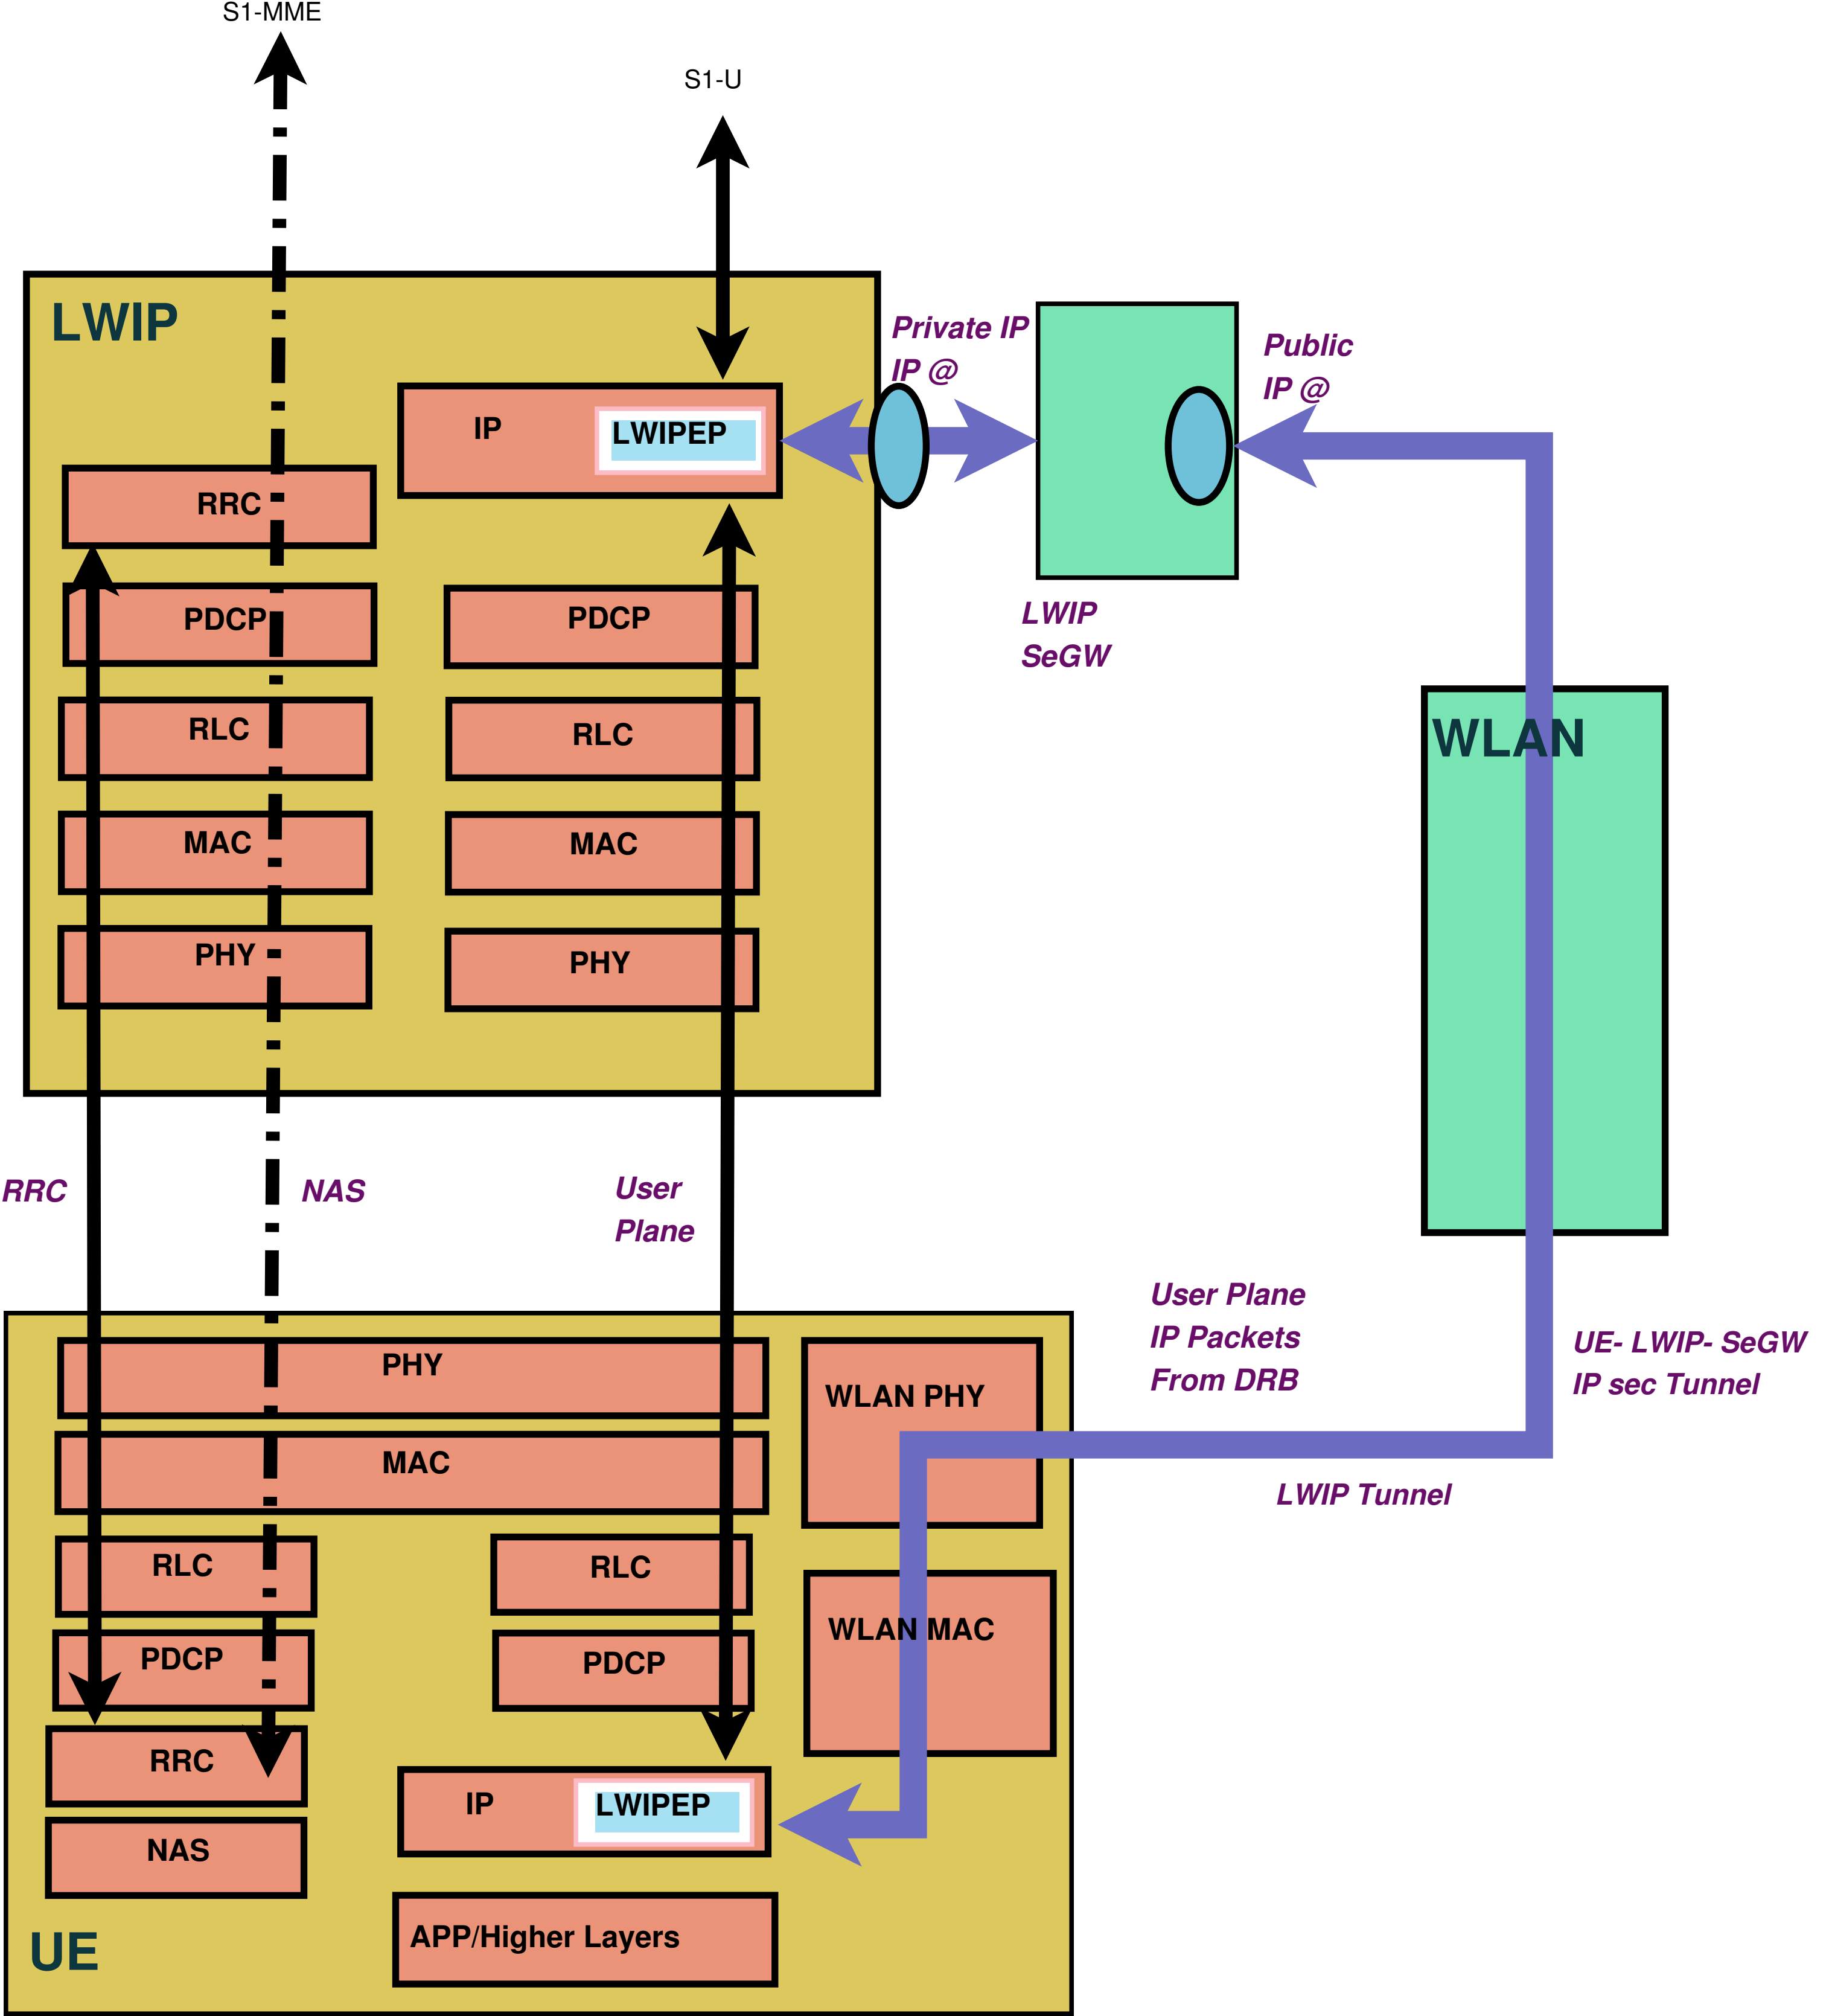 S1-MME
S1-U
LWIP
Private IP
IP @
Public
IP @
IP
LWIPEP
RRC
PDCP
PDCP
LWIP
SeGW
RLC
RLC
WLAN
MAC
MAC
PHY
PHY
RRC
NAS
User
Plane
User Plane
IP Packets
From DRB
UE- LWIP- SeGW
IP sec Tunnel
PHY
WLAN PHY
MAC
LWIP Tunnel
RLC
RLC
WLAN MAC
PDCP
PDCP
RRC
IP
LWIPEP
NAS
APP/Higher Layers
UE